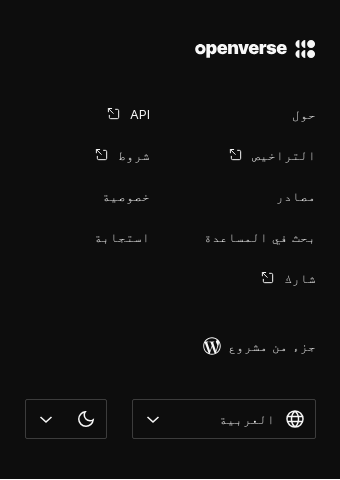 openverse
حول
API
التراخيص
شروط
مصادر
خصوصية
بحث في المساعدة
استجابة
شارك
جزء من مشروع
العربية